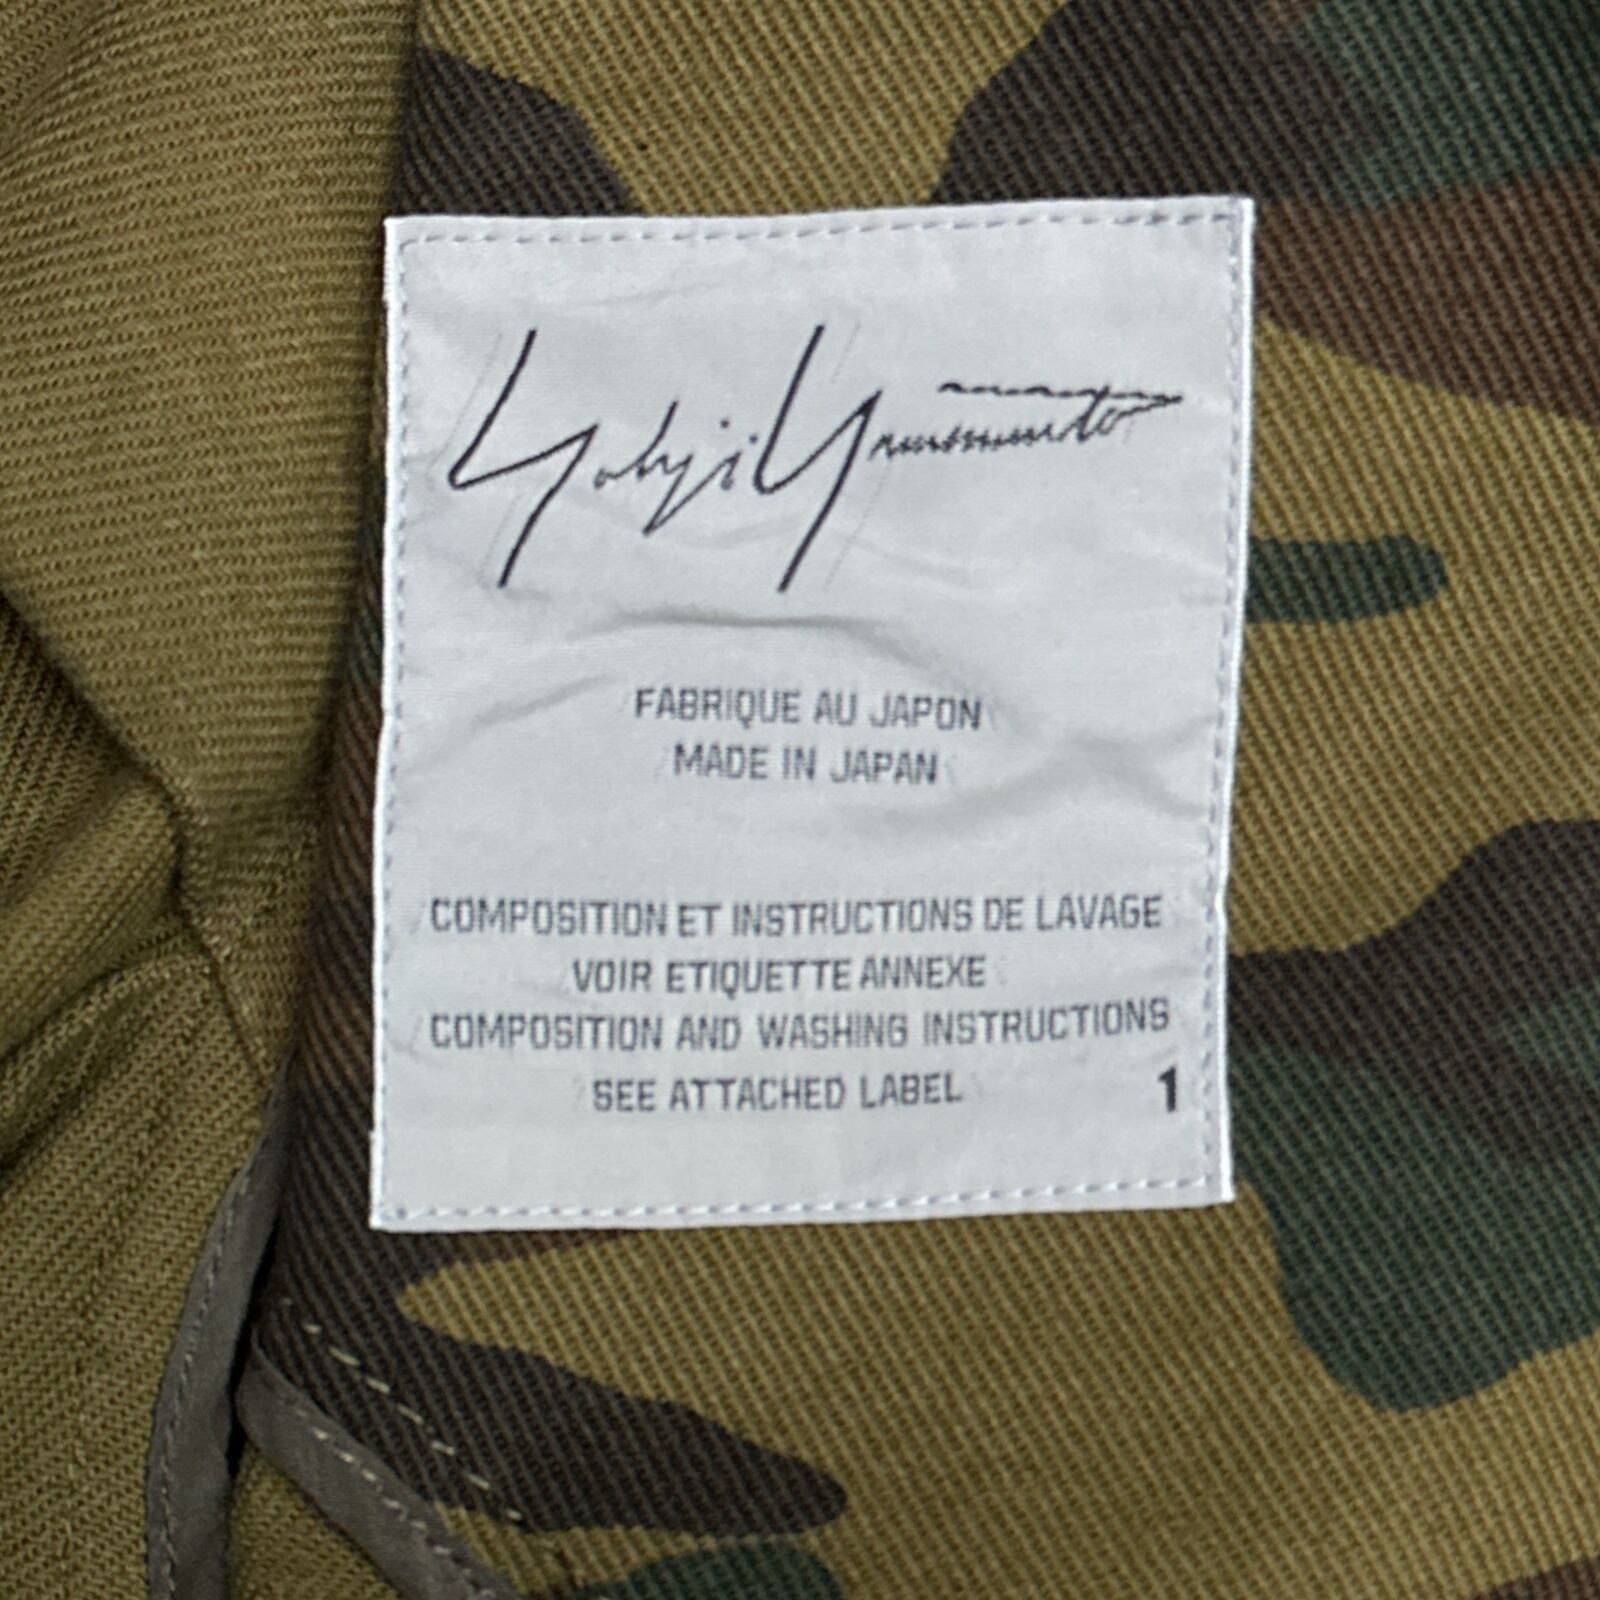 Yohji Yamamoto
FABRIQUE AU JAPON
MADE IN JAPAN
COMPOSITION ET INSTRUCTIONS DE LAVAGE
VOIR ETIQUETTE ANNEXE
COMPOSITION AND WASHING INSTRUCTIONS
SEE ATTACHED LABEL 1